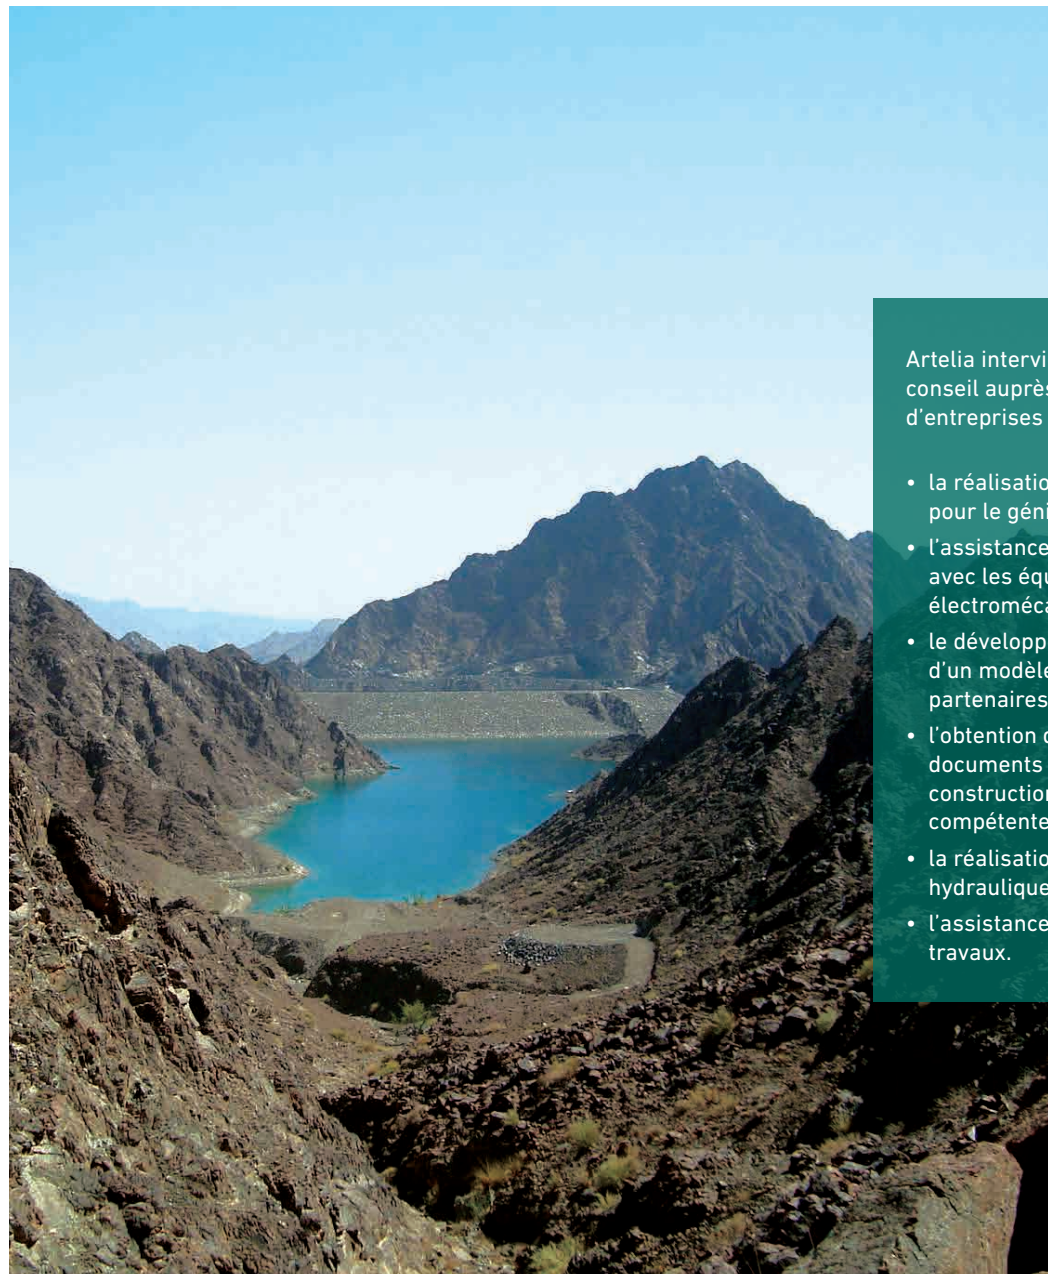 Artelia intervi
conseil auprès
d'entreprises
• la réalisatio
pour le géni
• l'assistance
avec les équ
électroméca
• le développ
d'un modèle
partenaires
• l'obtention
documents
construction
compétente
• la réalisatio
hydraulique
• l'assistance
travaux.